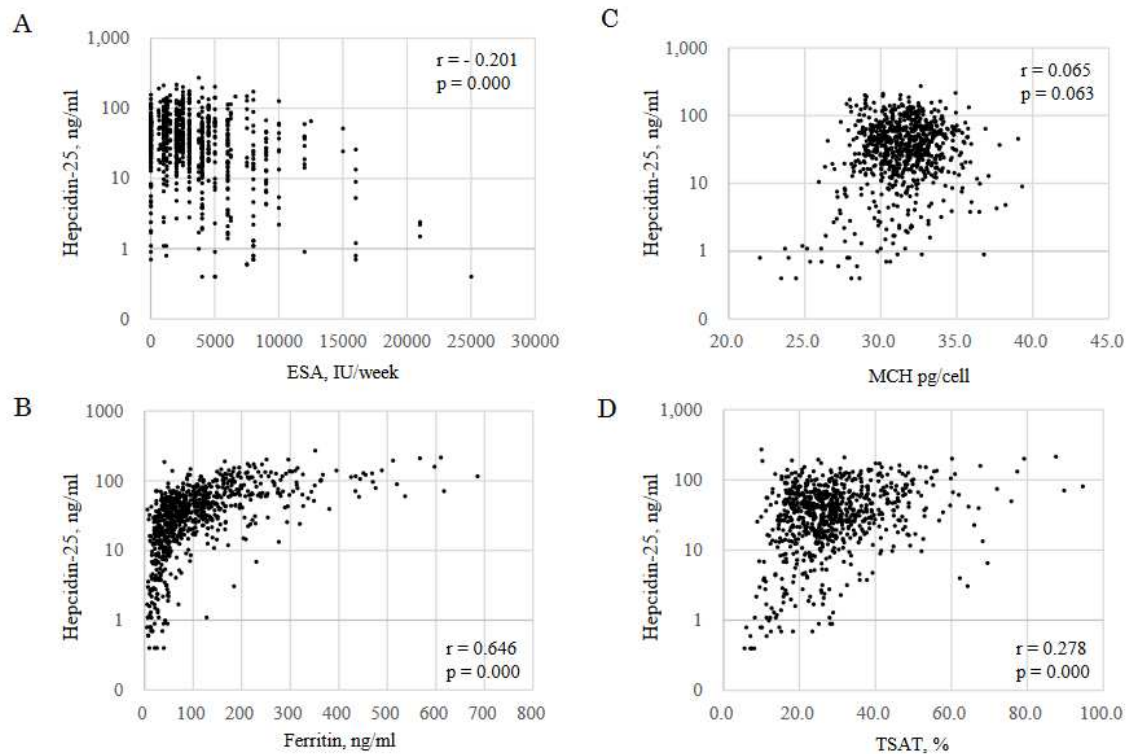 A
1,000
100
10
1
0
Hepcidin-25, ng/ml
r = - 0.201
p = 0.000
0 5000 10000 15000 20000 25000 30000
ESA, IU/week
B
1000
100
10
1
0
Hepcidin-25, ng/ml
r = 0.646
p = 0.000
0 100 200 300 400 500 600 700 800
Ferritin, ng/ml
C
1,000
100
10
1
0
Hepcidin-25, ng/ml
r = 0.065
p = 0.063
20.0 25.0 30.0 35.0 40.0 45.0
MCH pg/cell
D
1,000
100
10
1
0
Hepcidin-25, ng/ml
r = 0.278
p = 0.000
0.0 20.0 40.0 60.0 80.0 100.0
TSAT, %